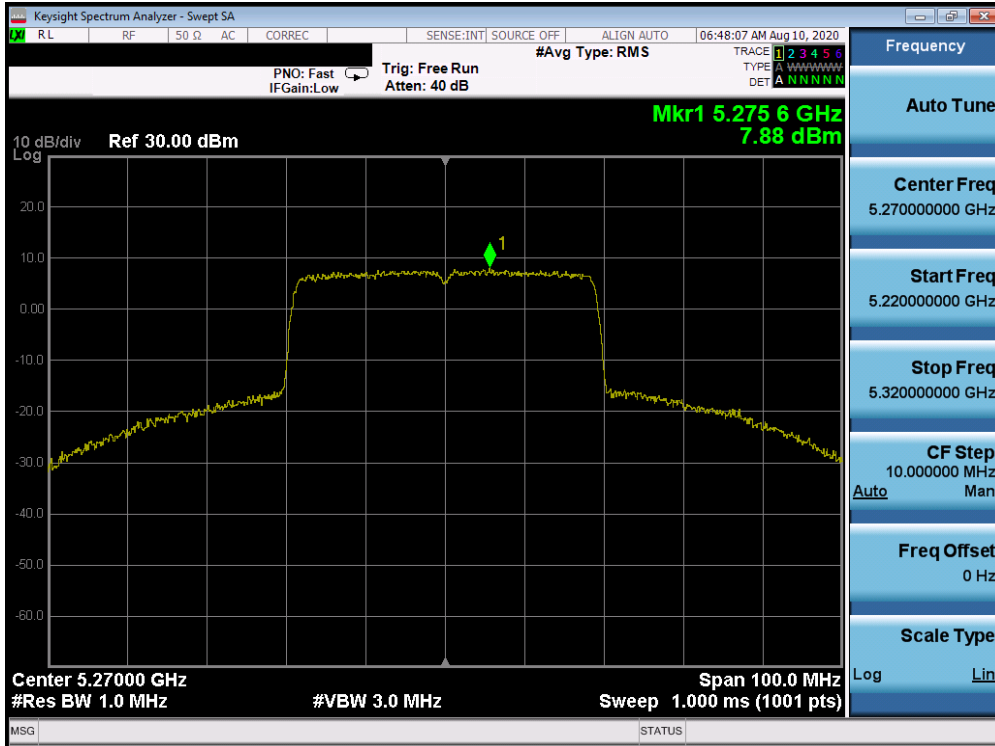 Keysight Spectrum Analyzer - Swept SA
LXI RL RF 50 Ω AC CORREC SENSE:INT SOURCE OFF ALIGN AUTO 06:48:07 AM Aug 10, 2020
#Avg Type: RMS
TRACE 1 2 3 4 5 6
TYPE A WWWWW
DET A N N N N N
PNO: Fast
IFGain:Low
Trig: Free Run
Atten: 40 dB
Mkr1 5.275 6 GHz
7.88 dBm
10 dB/div Ref 30.00 dBm
Log
20.0
10.0
0.00
-10.0
-20.0
-30.0
-40.0
-50.0
-60.0
1
Center 5.27000 GHz Span 100.0 MHz
#Res BW 1.0 MHz #VBW 3.0 MHz Sweep 1.000 ms (1001 pts)
MSG STATUS
Frequency
Auto Tune
Center Freq
5.270000000 GHz
Start Freq
5.220000000 GHz
Stop Freq
5.320000000 GHz
CF Step
10.000000 MHz
Auto Man
Freq Offset
0 Hz
Scale Type
Log Lin